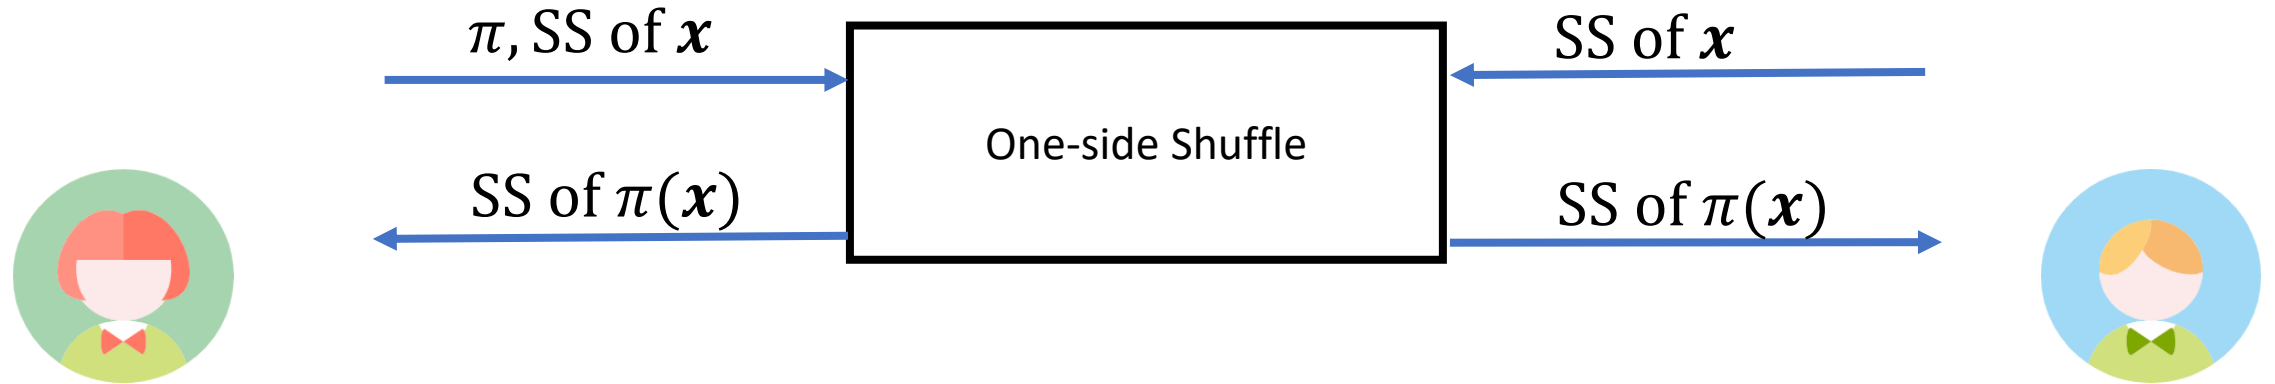 π, SS of x
SS of x
One-side Shuffle
SS of π(x)
SS of π(x)